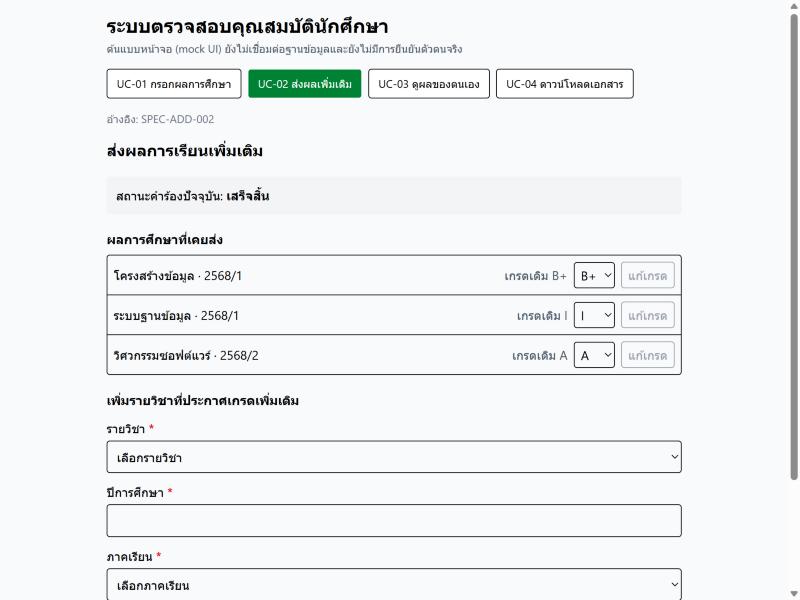 ระบบตรวจสอบคุณสมบัตินักศึกษา
ต้นแบบหน้าจอ (mock UI) ยังไม่เชื่อมต่อฐานข้อมูลและยังไม่มีการยืนยันตัวตนจริง
UC-01 กรอกผลการศึกษา UC-02 ส่งผลเพิ่มเติม UC-03 ดูผลของตนเอง UC-04 ดาวน์โหลดเอกสาร
อ้างอิง: SPEC-ADD-002
ส่งผลการเรียนเพิ่มเติม
สถานะคำร้องปัจจุบัน: เสร็จสิ้น
ผลการศึกษาที่เคยส่ง
โครงสร้างข้อมูล · 2568/1 เกรดเดิม B+ B+ แก้เกรด
ระบบฐานข้อมูล · 2568/1 เกรดเดิม I I แก้เกรด
วิศวกรรมซอฟต์แวร์ · 2568/2 เกรดเดิม A A แก้เกรด
เพิ่มรายวิชาที่ประกาศเกรดเพิ่มเติม
รายวิชา *
เลือกรายวิชา
ปีการศึกษา *
ภาคเรียน *
เลือกภาคเรียน